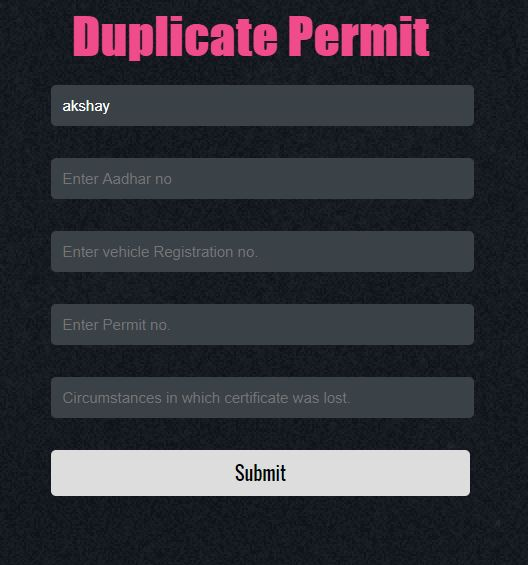 Duplicate Permit
akshay
Enter Aadhar no
Enter vehicle Registration no.
Enter Permit no.
Circumstances in which certificate was lost.
Submit